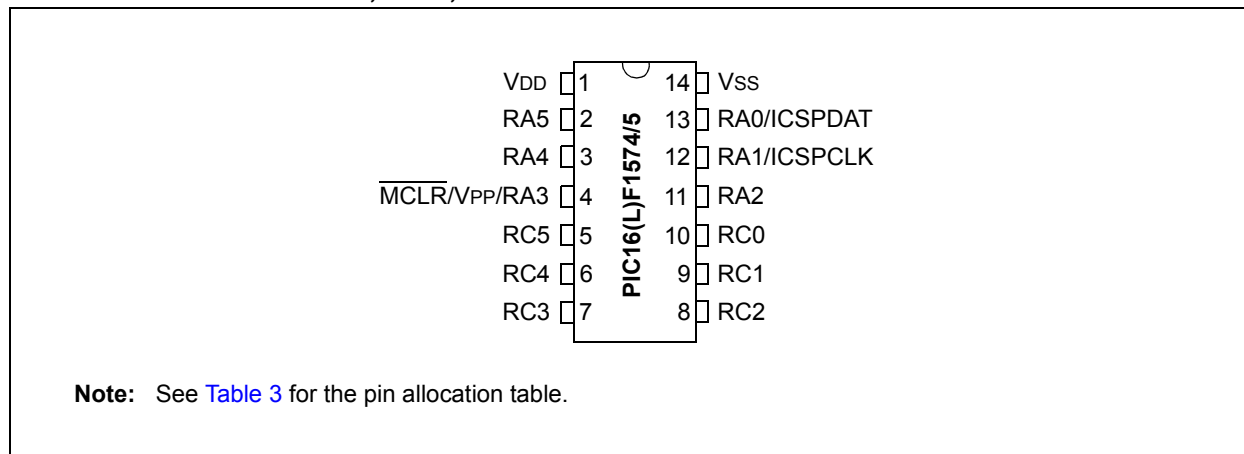 VDD 1 14 VSS
RA5 2 13 RA0/ICSPDAT
RA4 3 12 RA1/ICSPCLK
MCLR/VPP/RA3 4 11 RA2
RC5 5 10 RC0
RC4 6 9 RC1
RC3 7 8 RC2
PIC16(L)F1574/5
Note: See Table 3 for the pin allocation table.